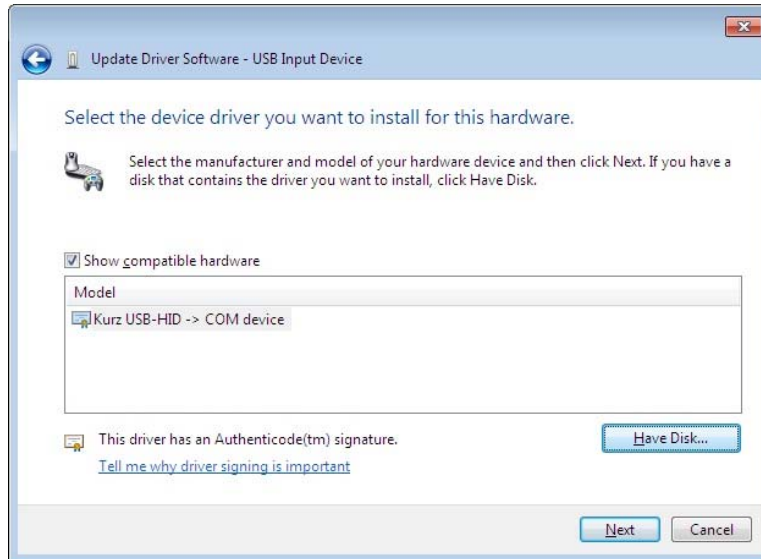 Update Driver Software - USB Input Device
Select the device driver you want to install for this hardware.
Select the manufacturer and model of your hardware device and then click Next. If you have a
disk that contains the driver you want to install, click Have Disk.
Show compatible hardware
Model
Kurz USB-HID -> COM device
This driver has an Authenticode(tm) signature.
Have Disk...
Tell me why driver signing is important
Next
Cancel